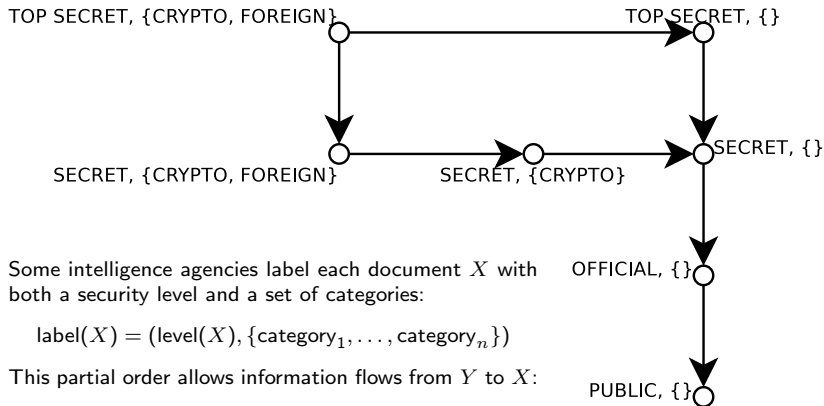 TOP SECRET, {CRYPTO, FOREIGN}
TOP SECRET, {}
SECRET, {CRYPTO, FOREIGN}
SECRET, {CRYPTO}
SECRET, {}
OFFICIAL, {}
Some intelligence agencies label each document X with
both a security level and a set of categories:
label(X) = (level(X), {category₁, . . . , categoryₙ})
This partial order allows information flows from Y to X:
PUBLIC, {}